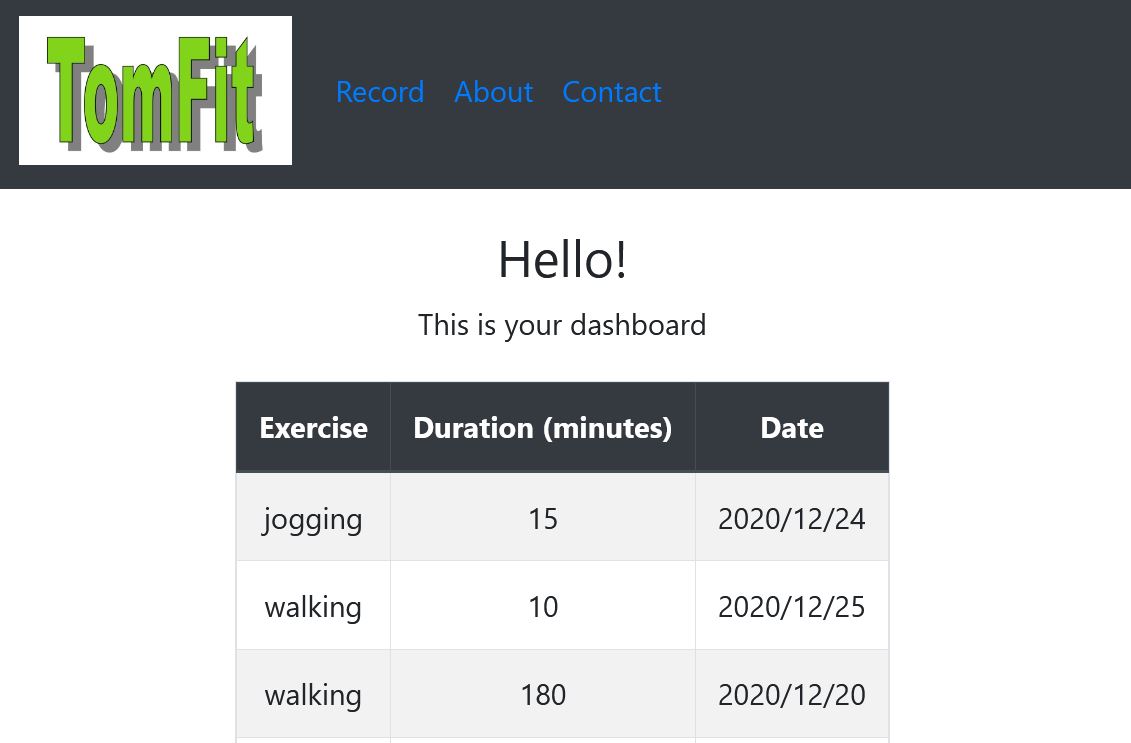 TomFit
Record About Contact
Hello!
This is your dashboard
Exercise Duration (minutes) Date
jogging 15 2020/12/24
walking 10 2020/12/25
walking 180 2020/12/20